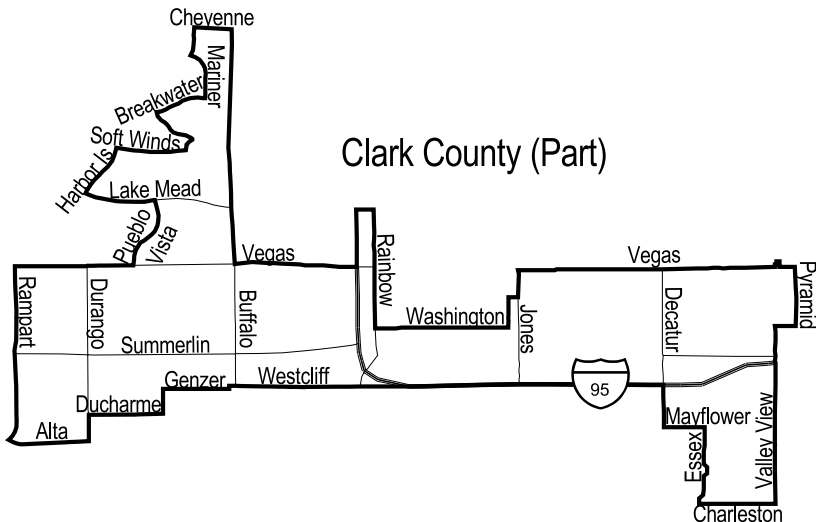 Cheyenne
Mariner
Breakwater
Soft Winds
Clark County (Part)
Harbor Is
Lake Mead
Pueblo
Vista
Vegas
Rainbow
Vegas
Pyramid
Rampart
Durango
Buffalo
Washington
Jones
Decatur
Summerlin
Genzer
Westcliff
95
Ducharme
Mayflower
Alta
Essex
Valley View
Charleston